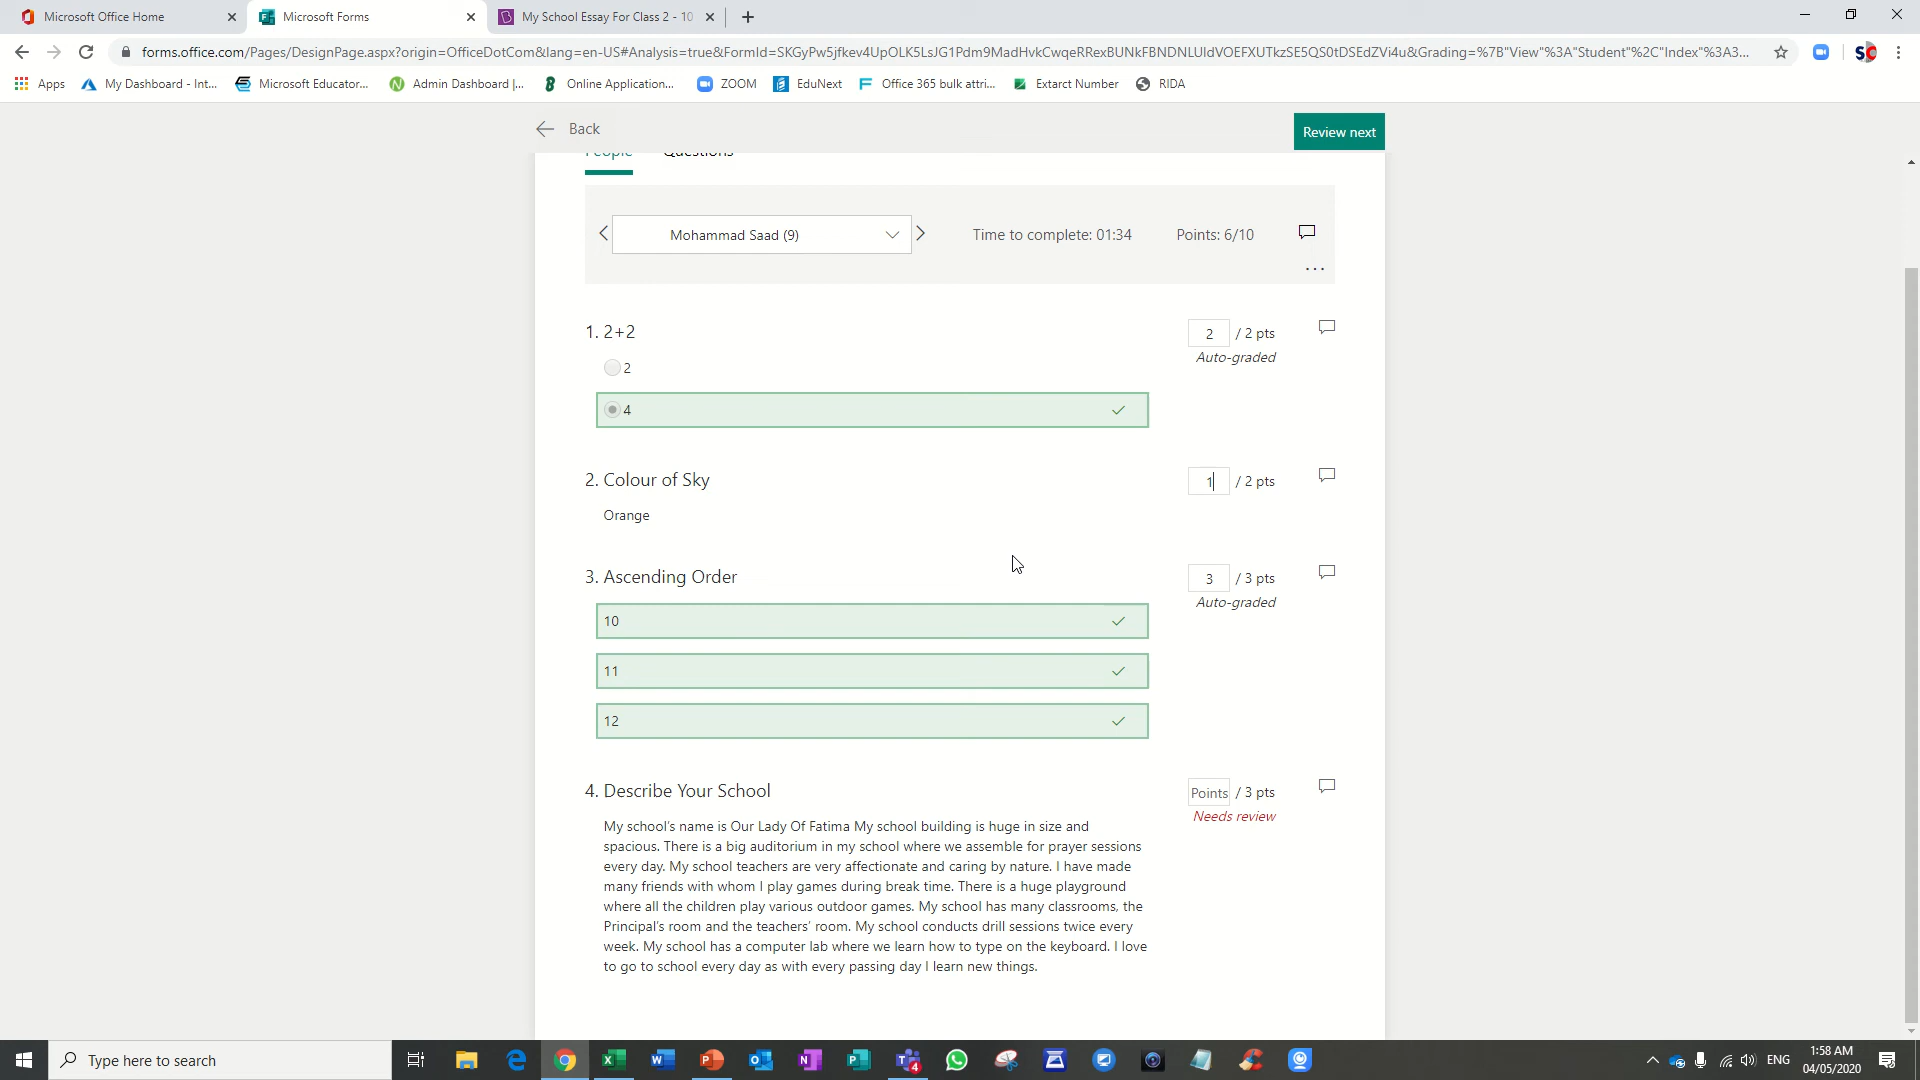 Microsoft Office Home
Microsoft Forms
My School Essay For Class 2 - 10
forms.office.com/Pages/DesignPage.aspx?origin=OfficeDotCom&lang=en-US#Analysis=true&FormId=SKGyPw5jfkev4UpOLK5LsJG1Pdm9MadHvkCwqeRRexBUNkFBNDNLUldVOEFXUTkzSE5QS0tDSEdZVi4u&Grading=%7B"View"%3A"Student"%2C"Index"%3A3...
Apps
My Dashboard - Int...
Microsoft Educator...
Admin Dashboard |...
Online Application...
ZOOM
EduNext
Office 365 bulk attri...
Extarct Number
RIDA
Back
Review next
People
Questions
Mohammad Saad (9)
Time to complete: 01:34
Points: 6/10
1. 2+2
2 / 2 pts
Auto-graded
2
4
2. Colour of Sky
1 / 2 pts
Orange
3. Ascending Order
3 / 3 pts
Auto-graded
10
11
12
4. Describe Your School
Points / 3 pts
Needs review
My school's name is Our Lady Of Fatima My school building is huge in size and
spacious. There is a big auditorium in my school where we assemble for prayer sessions
every day. My school teachers are very affectionate and caring by nature. I have made
many friends with whom I play games during break time. There is a huge playground
where all the children play various outdoor games. My school has many classrooms, the
Principal's room and the teachers' room. My school conducts drill sessions twice every
week. My school has a computer lab where we learn how to type on the keyboard. I love
to go to school every day as with every passing day I learn new things.
Type here to search
4
ENG
1:58 AM
04/05/2020